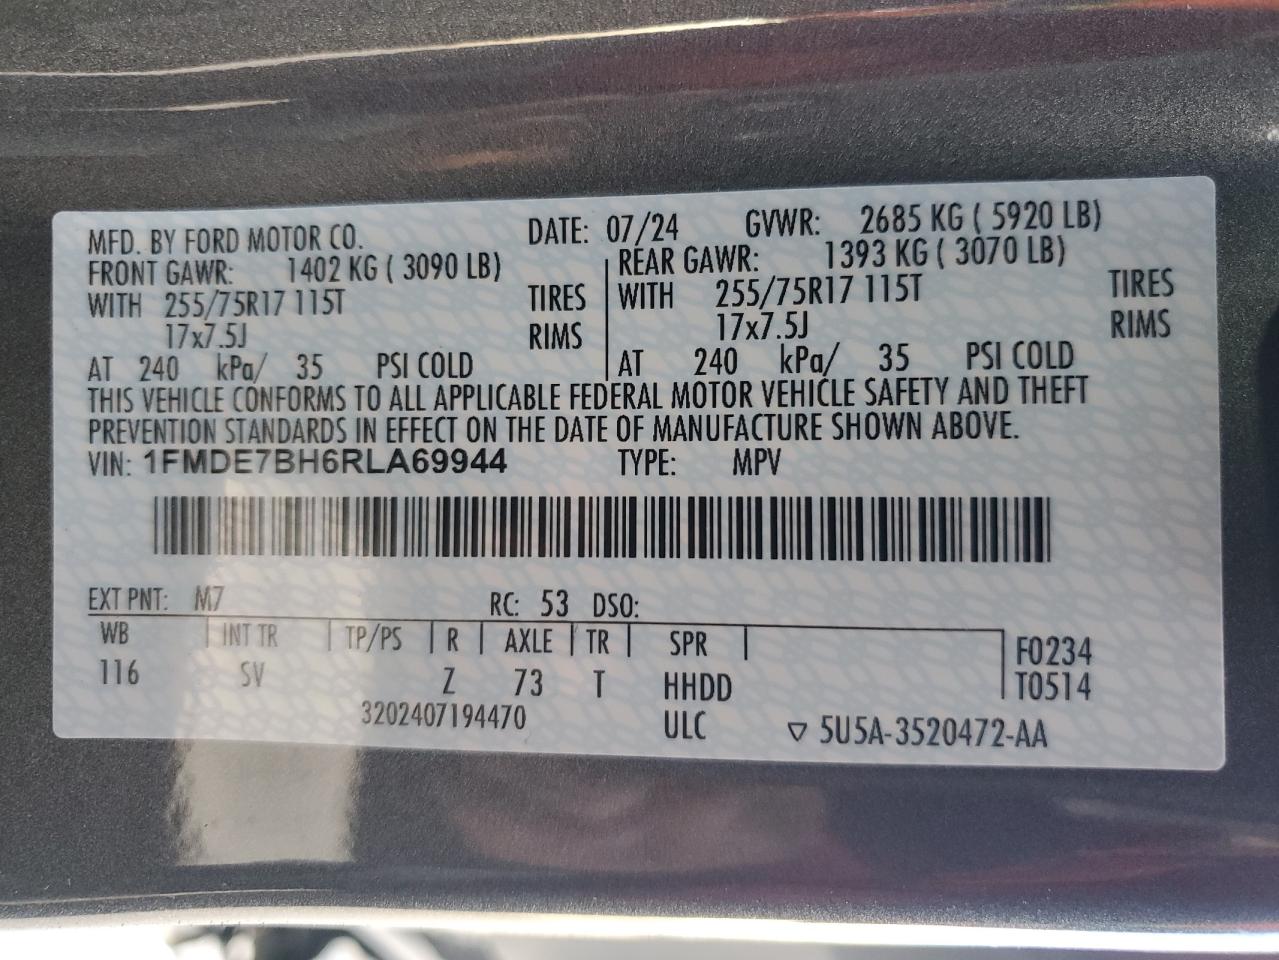 MFD. BY FORD MOTOR CO. DATE: 07/24 GVWR: 2685 KG ( 5920 LB)
FRONT GAWR: 1402 KG ( 3090 LB) REAR GAWR: 1393 KG ( 3070 LB)
WITH 255/75R17 115T TIRES WITH 255/75R17 115T TIRES
17x7.5J RIMS 17x7.5J RIMS
AT 240 kPa/ 35 PSI COLD AT 240 kPa/ 35 PSI COLD
THIS VEHICLE CONFORMS TO ALL APPLICABLE FEDERAL MOTOR VEHICLE SAFETY AND THEFT
PREVENTION STANDARDS IN EFFECT ON THE DATE OF MANUFACTURE SHOWN ABOVE.
VIN: 1FMDE7BH6RLA69944 TYPE: MPV
EXT PNT: M7 RC: 53 DSO:
WB INT TR TP/PS R AXLE TR SPR F0234
116 SV Z 73 T HHDD T0514
3202407194470 ULC ▽ 5U5A-3520472-AA